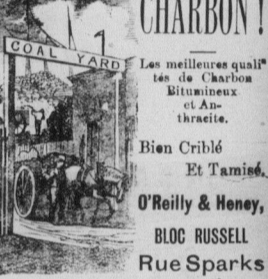 CHARBON!
COAL YARD
Les meilleures quali-
tés de Charbon
Bitumineux
et An-
thracite.
Bien Criblé
Et Tamisé.
O'Reilly & Heney,
BLOC RUSSELL
Rue Sparks